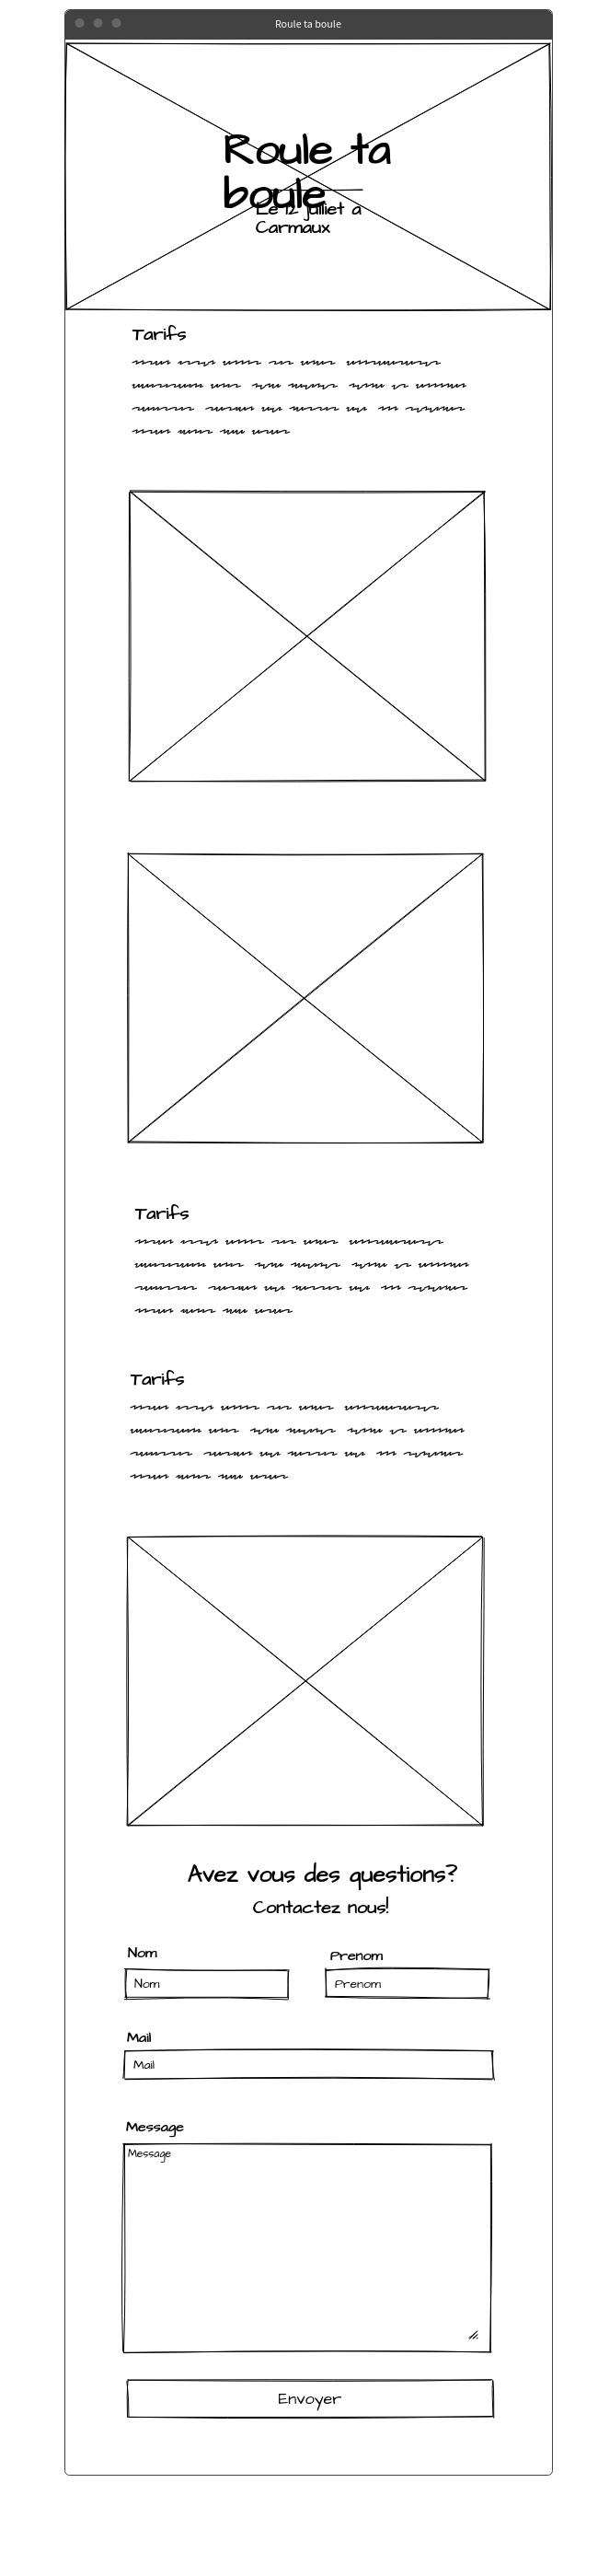 Roule ta boule
Roule ta
boule
Le 12 juillet à
Carmaux
Tarifs
Tarifs
Tarifs
Avez vous des questions?
Contactez nous!
Nom
Prenom
Nom
Prenom
Mail
Mail
Message
Message
Envoyer